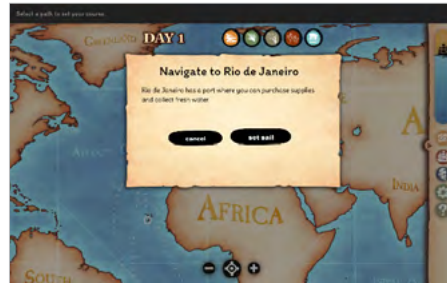 Select a path to set your course.
DAY 1
Navigate to Rio de Janeiro
Rio de Janeiro has a port where you can purchase supplies
and collect fresh water
cancel
set sail
INDIA
AFRICA
SOUTH